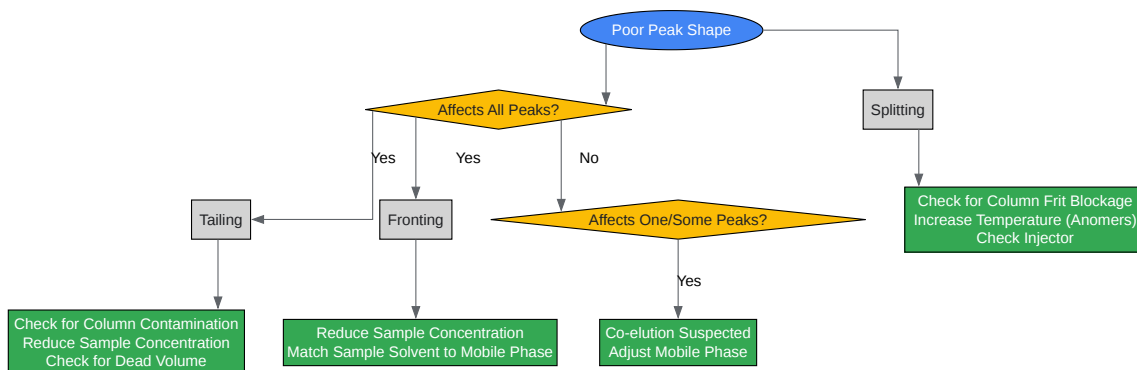 Poor Peak Shape
Affects All Peaks?
Splitting
Yes
Yes
No
Tailing
Fronting
Affects One/Some Peaks?
Check for Column Frit Blockage
Increase Temperature (Anomers)
Check Injector
Yes
Check for Column Contamination
Reduce Sample Concentration
Check for Dead Volume
Reduce Sample Concentration
Match Sample Solvent to Mobile Phase
Co-elution Suspected
Adjust Mobile Phase